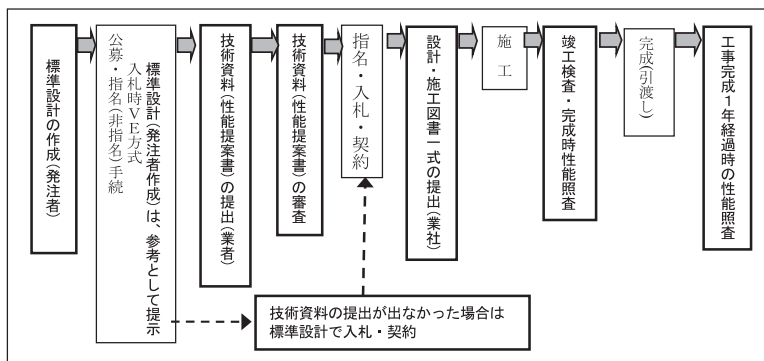 標準設計の作成(発注者)
公募・指名(非指名)手続
入札時VE方式
標準設計(発注者作成)は、参考として提示
技術資料(性能提案書)の提出(業者)
技術資料(性能提案書)の審査
指名・入札・契約
設計・施工図書一式の提出(業社)
施工
竣工検査・完成時性能照査
完成(引渡し)
工事完成1年経過時の性能照査
技術資料の提出が出なかった場合は
標準設計で入札・契約